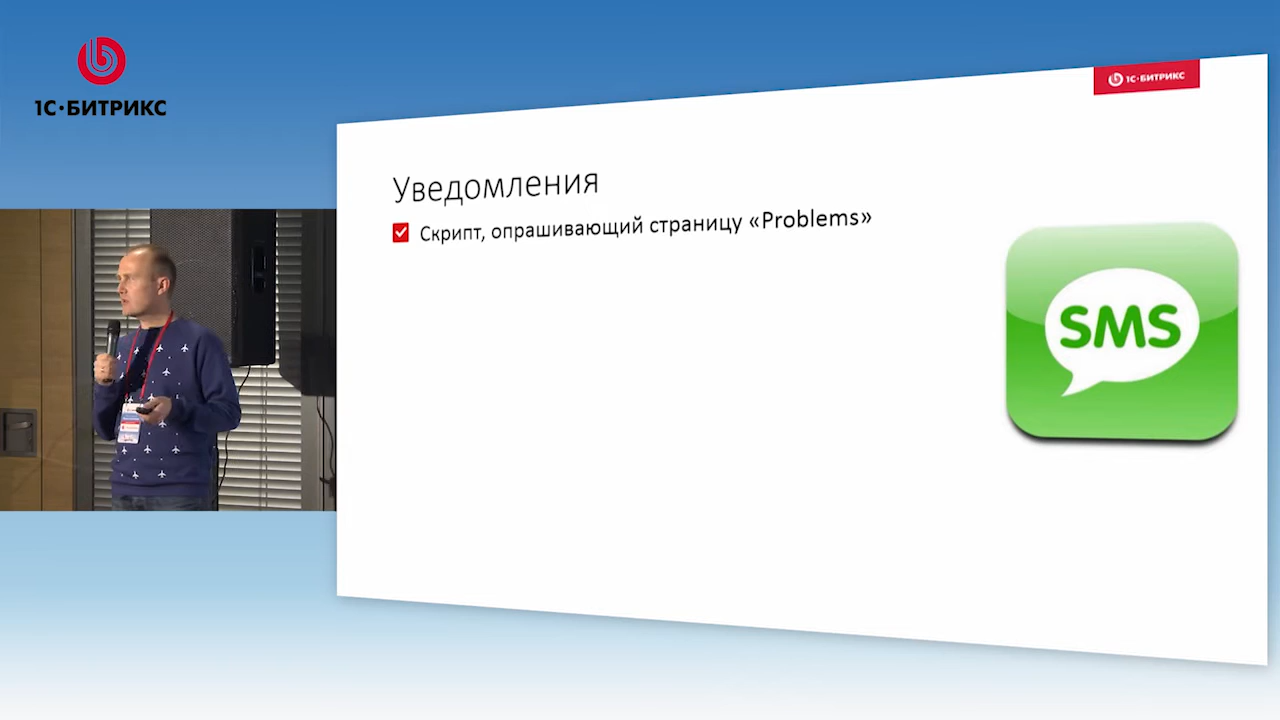 1С·БИТРИКС
1С·БИТРИКС
Уведомления
Скрипт, опрашивающий страницу «Problems»
SMS